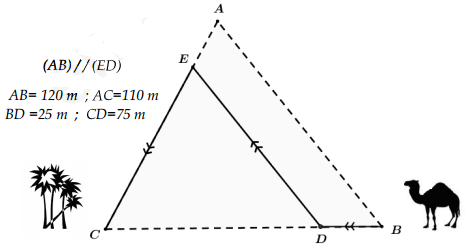 A
E
(AB)//(ED)
AB= 120 m ; AC=110 m
BD =25 m ; CD=75 m
C
D
B